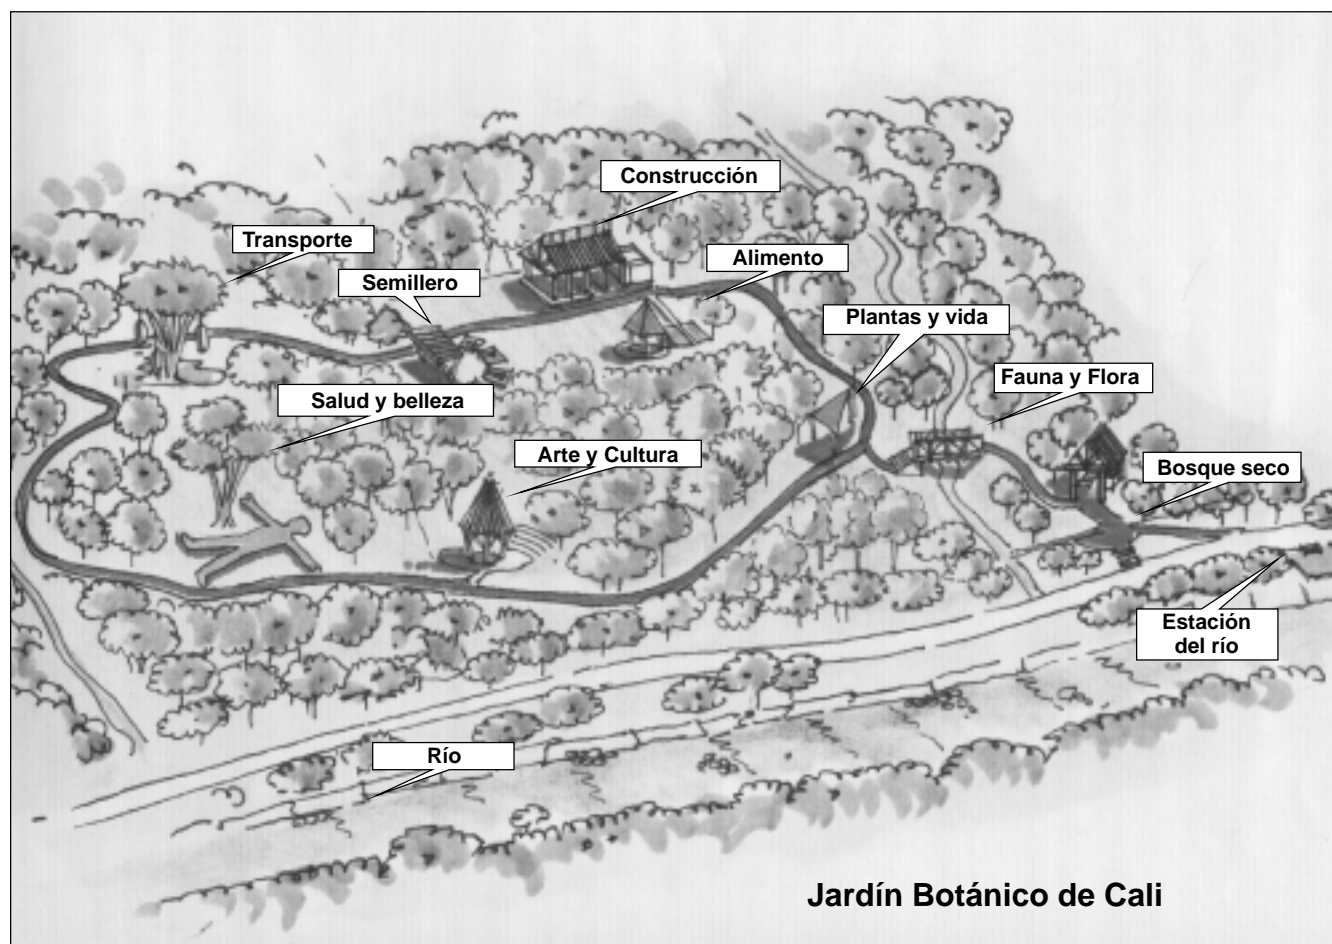 Construcción
Transporte
Alimento
Semillero
Plantas y vida
Fauna y Flora
Salud y belleza
Arte y Cultura
Bosque seco
Estación
del río
Río
Jardín Botánico de Cali